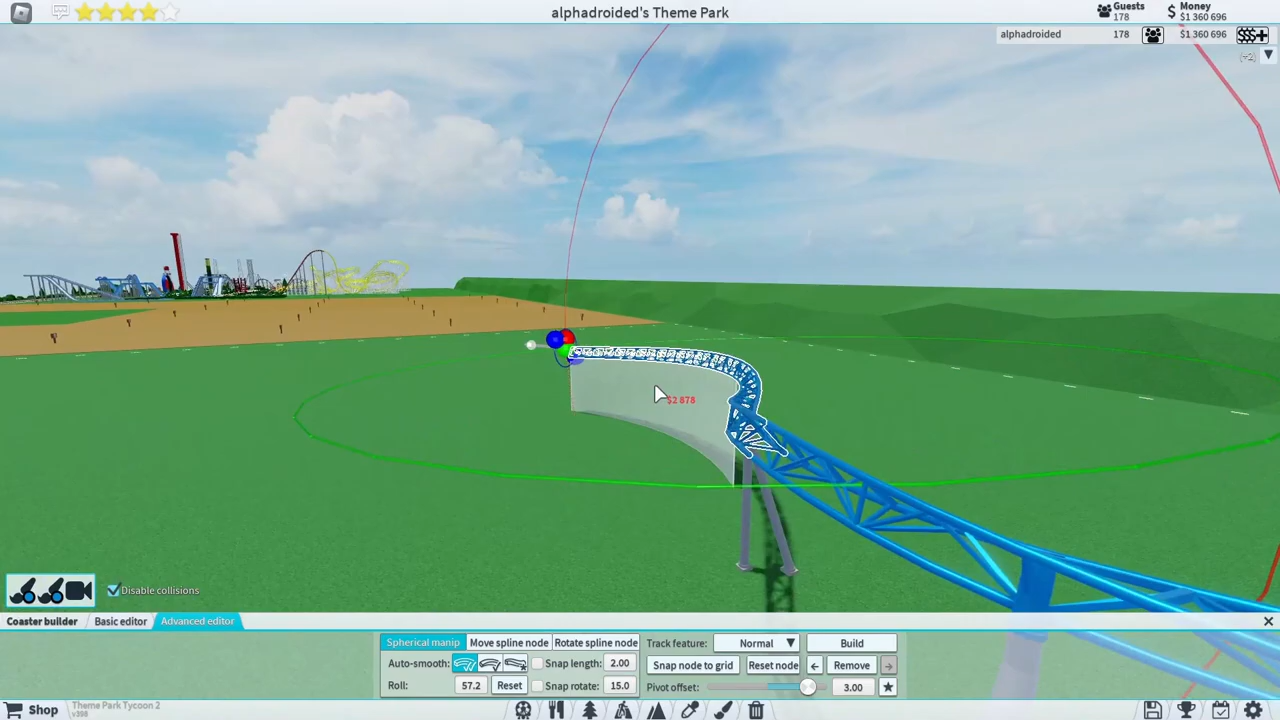 alphadroided's Theme Park
Guests
178
Money
$1 360 696
alphadroided 178 $1 360 696
$$$+
(+2)
$2 878
Disable collisions
Coaster builder Basic editor Advanced editor
Spherical manip Move spline node Rotate spline node Track feature: Normal Build
Auto-smooth: Snap length: 2.00 Snap node to grid Reset node Remove
Roll: 57.2 Reset Snap rotate: 15.0 Pivot offset: 3.00
Shop
Theme Park Tycoon 2
v398